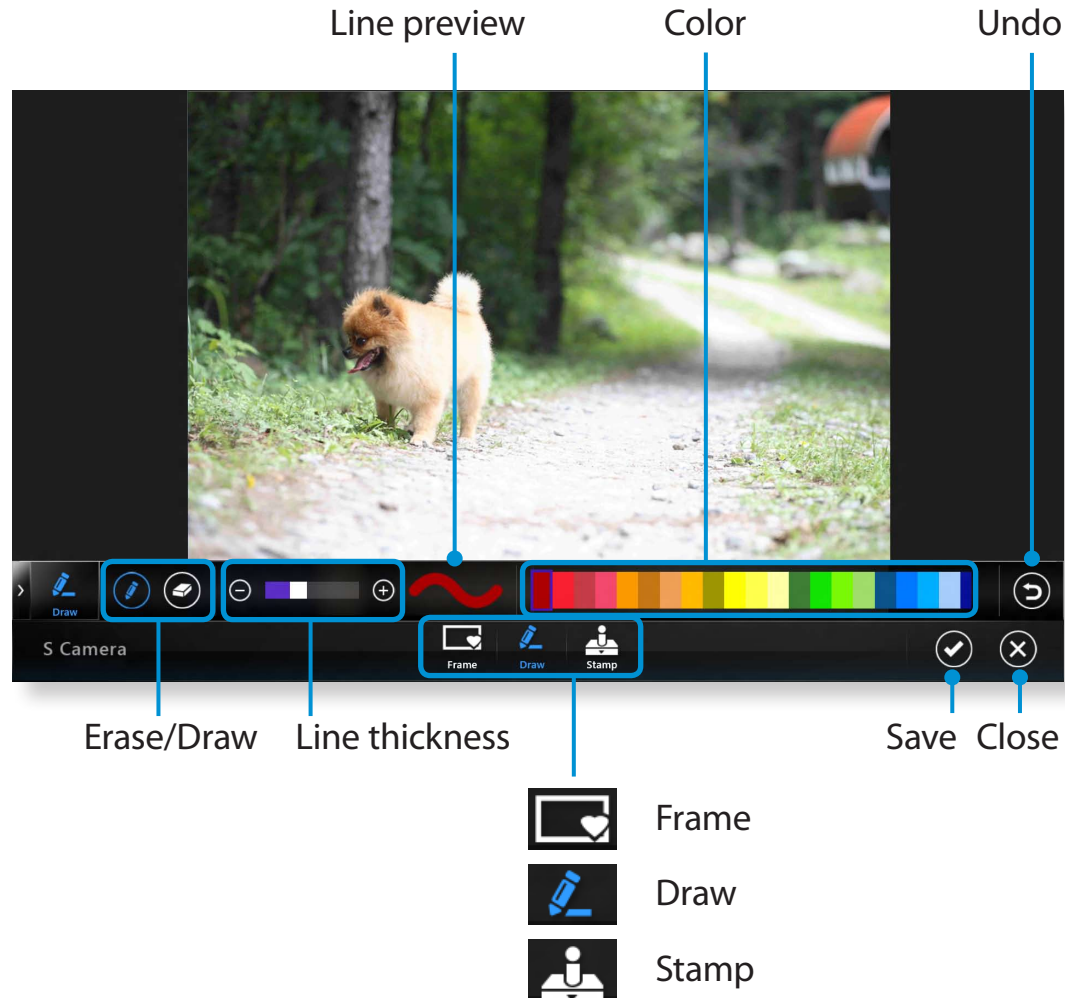 Line preview
Color
Undo
Draw
S Camera
Frame
Draw
Stamp
Erase/Draw
Line thickness
Save
Close
Frame
Draw
Stamp